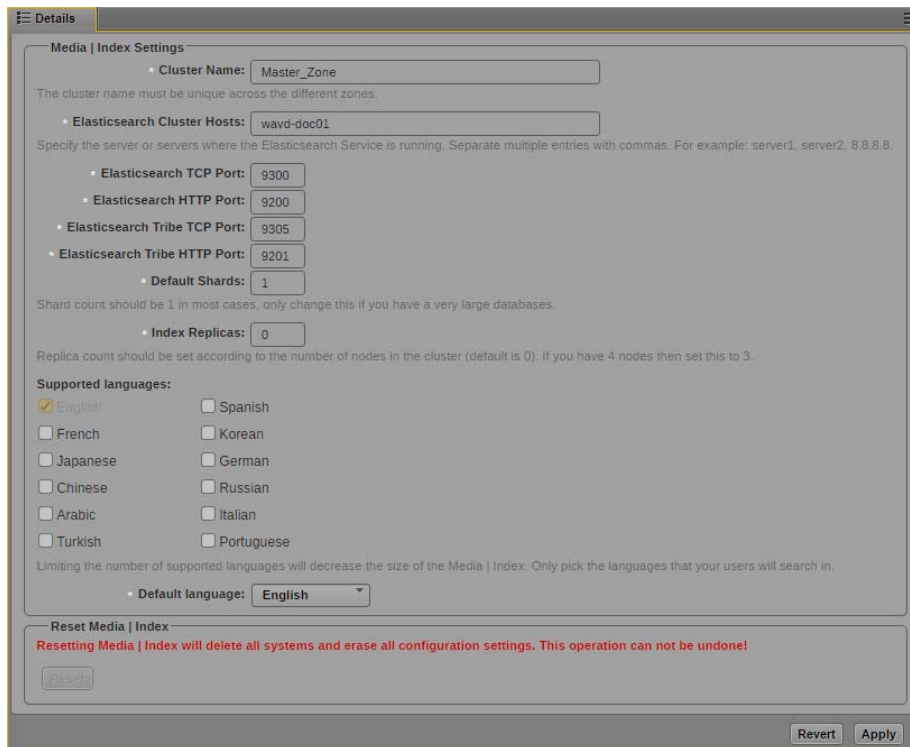 Details
Media | Index Settings
* Cluster Name: Master_Zone
The cluster name must be unique across the different zones.
* Elasticsearch Cluster Hosts: wavd-doc01
Specify the server or servers where the Elasticsearch Service is running. Separate multiple entries with commas. For example: server1, server2, 8.8.8.8.
* Elasticsearch TCP Port: 9300
* Elasticsearch HTTP Port: 9200
* Elasticsearch Tribe TCP Port: 9305
* Elasticsearch Tribe HTTP Port: 9201
* Default Shards: 1
Shard count should be 1 in most cases, only change this if you have a very large databases.
* Index Replicas: 0
Replica count should be set according to the number of nodes in the cluster (default is 0). If you have 4 nodes then set this to 3.
Supported languages:
English Spanish
French Korean
Japanese German
Chinese Russian
Arabic Italian
Turkish Portuguese
Limiting the number of supported languages will decrease the size of the Media | Index. Only pick the languages that your users will search in.
* Default language: English
Reset Media | Index
Resetting Media | Index will delete all systems and erase all configuration settings. This operation can not be undone!
Reset
Revert Apply